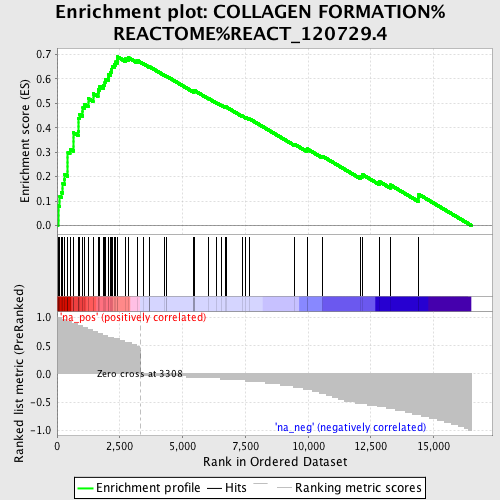 Enrichment plot: COLLAGEN FORMATION%
REACTOME%REACT_120729.4
Enrichment score (ES)
0.7
0.6
0.5
0.4
0.3
0.2
0.1
0.0
Ranked list metric (PreRanked)
1.0
0.5
0.0
-0.5
-1.0
'na_pos' (positively correlated)
Zero cross at 3308
'na_neg' (negatively correlated)
0
2,500
5,000
7,500
10,000
12,500
15,000
Rank in Ordered Dataset
Enrichment profile
Hits
Ranking metric scores